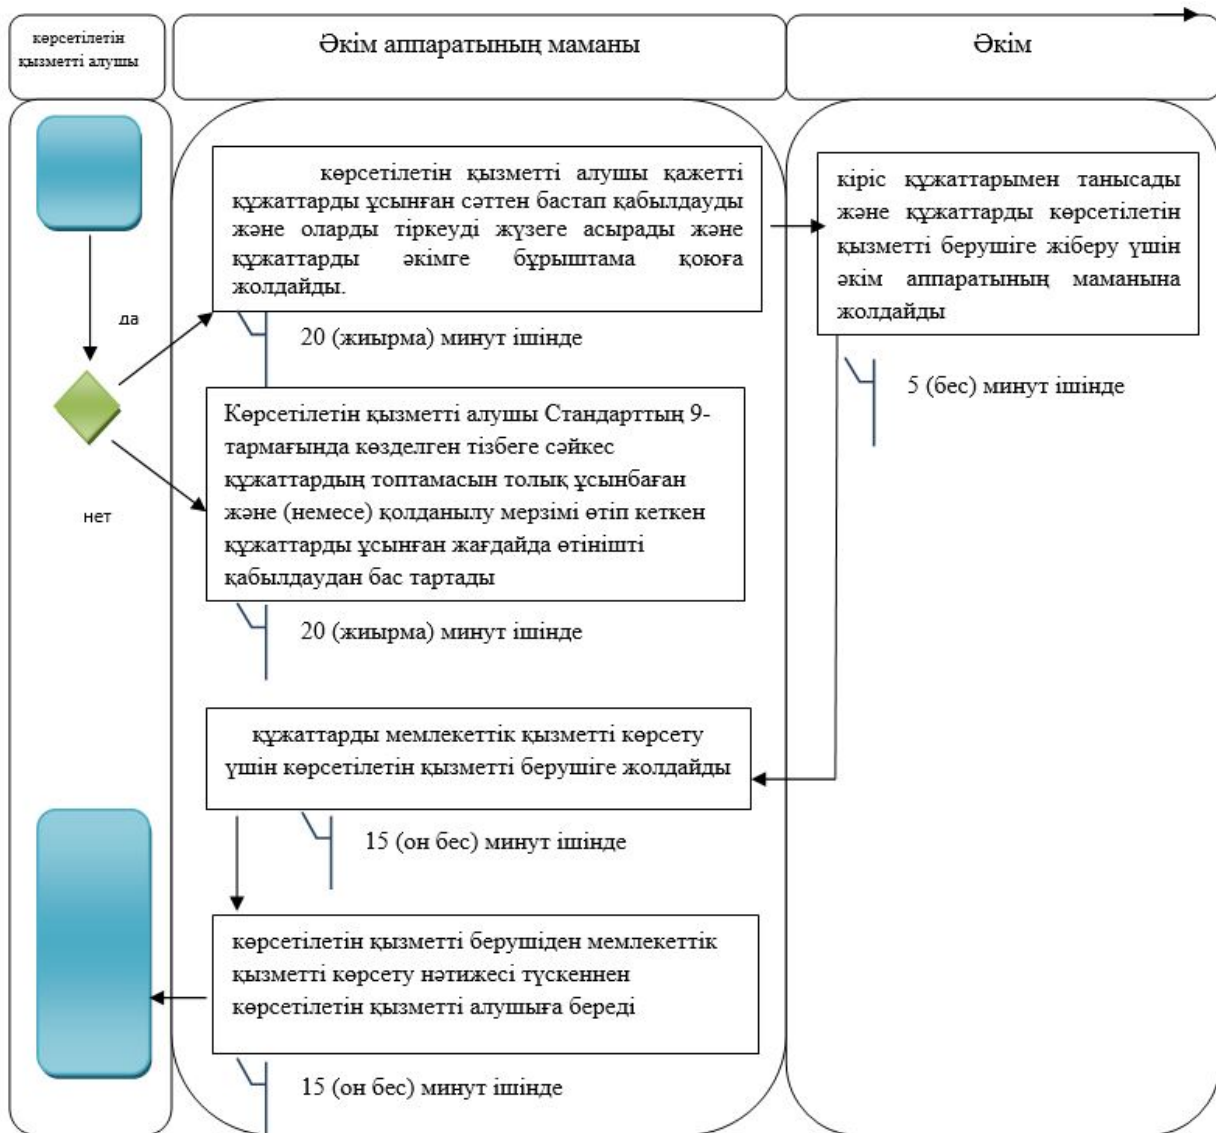 көрсетілетін
қызметті алушы
Әкім аппаратының маманы
Әкім
көрсетілетін қызметті алушы қажетті
құжаттарды ұсынған сәттен бастап қабылдауды
және оларды тіркеуді жүзеге асырады және
құжаттарды әкімге бұрыштама қоюға
жолдайды.
кіріс құжаттарымен танысады
және құжаттарды көрсетілетін
қызметті берушіге жіберу үшін
әкім аппаратының маманына
жолдайды
да
20 (жиырма) минут ішінде
5 (бес) минут ішінде
Көрсетілетін қызметті алушы Стандарттың 9-
тармағында көзделген тізбеге сәйкес
құжаттардың топтамасын толық ұсынбаған
және (немесе) қолданылу мерзімі өтіп кеткен
құжаттарды ұсынған жағдайда өтінішті
қабылдаудан бас тартады
нет
20 (жиырма) минут ішінде
құжаттарды мемлекеттік қызметті көрсету
үшін көрсетілетін қызметті берушіге жолдайды
15 (он бес) минут ішінде
көрсетілетін қызметті берушіден мемлекеттік
қызметті көрсету нәтижесі түскеннен
көрсетілетін қызметті алушыға береді
15 (он бес) минут ішінде